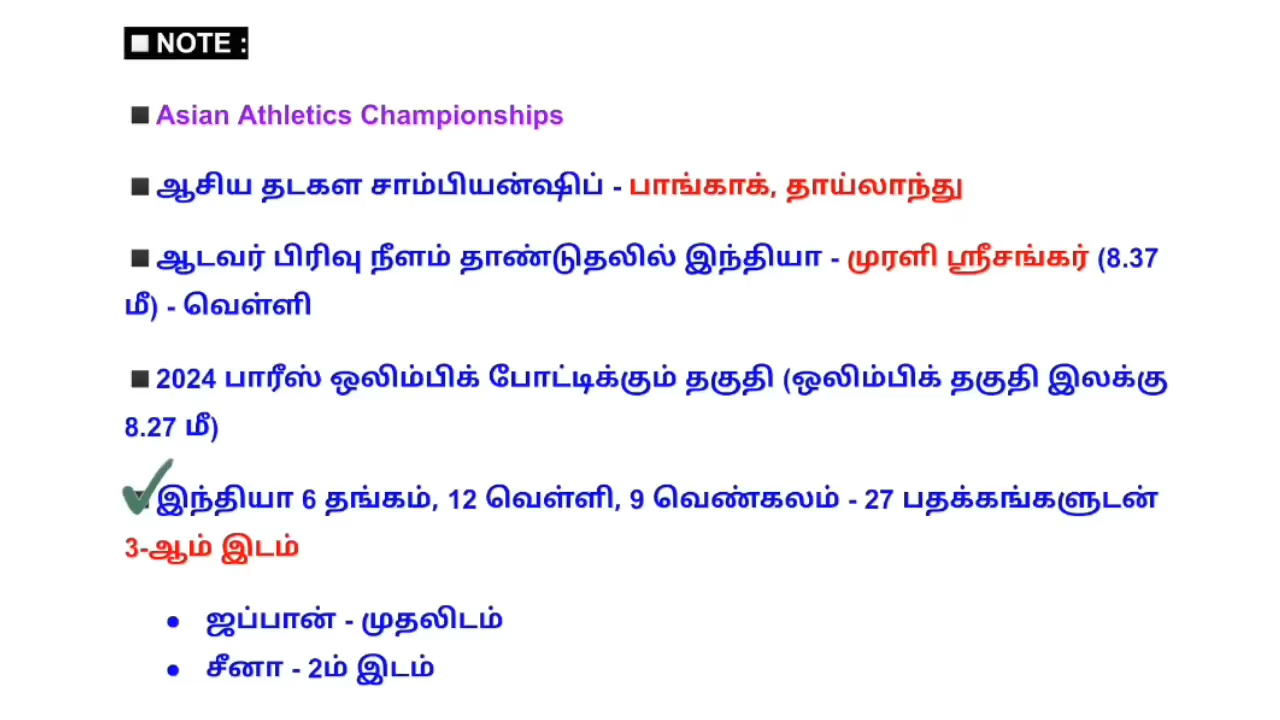 NOTE :
Asian Athletics Championships
ஆசிய தடகள சாம்பியன்ஷிப் - பாங்காக், தாய்லாந்து
ஆடவர் பிரிவு நீளம் தாண்டுதலில் இந்தியா - முரளி ஸ்ரீசங்கர் (8.37
மீ) - வெள்ளி
2024 பாரீஸ் ஒலிம்பிக் போட்டிக்கும் தகுதி (ஒலிம்பிக் தகுதி இலக்கு
8.27 மீ)
இந்தியா 6 தங்கம், 12 வெள்ளி, 9 வெண்கலம் - 27 பதக்கங்களுடன்
3-ஆம் இடம்
ஜப்பான் - முதலிடம்
சீனா - 2ம் இடம்